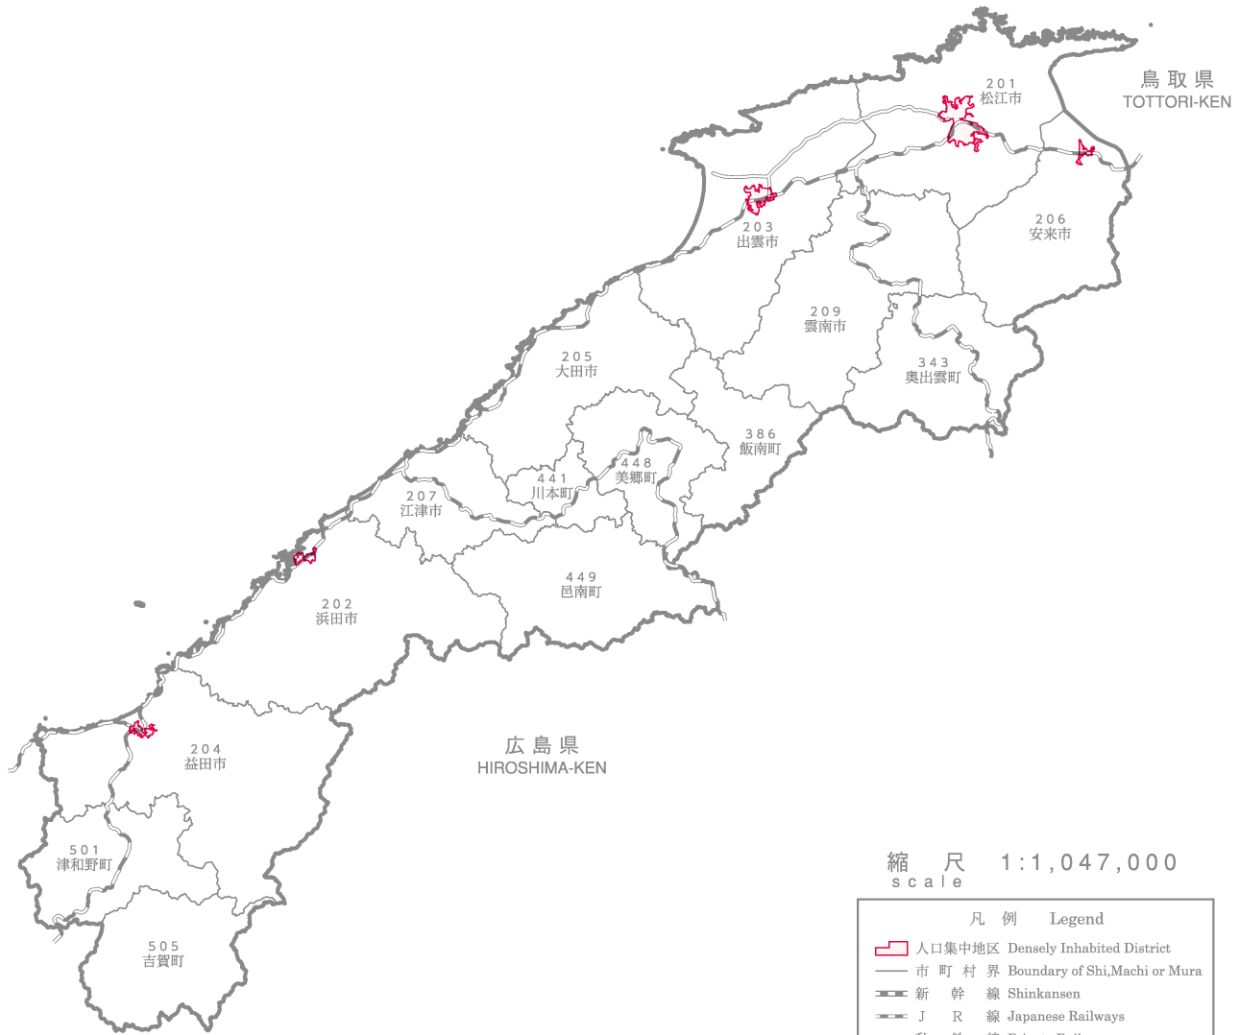 鳥取県
TOTTORI-KEN
201
松江市
203
出雲市
206
安来市
209
雲南市
205
大田市
343
奥出雲町
386
飯南町
448
美郷町
441
川本町
207
江津市
449
邑南町
202
浜田市
204
益田市
広島県
HIROSHIMA-KEN
501
津和野町
505
吉賀町
縮尺 1:1,047,000
scale
凡例 Legend
人口集中地区 Densely Inhabited District
市町村界 Boundary of Shi,Machi or Mura
新幹線 Shinkansen
JR線 Japanese Railways